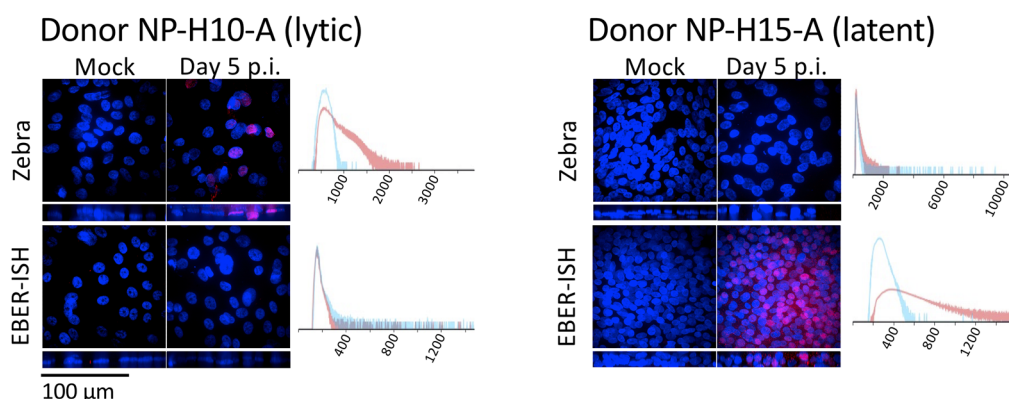 Donor NP-H10-A (lytic)
Mock Day 5 p.i.
Zebra
1000 2000 3000
EBER-ISH
400 800 1200
100 µm
Donor NP-H15-A (latent)
Mock Day 5 p.i.
Zebra
2000 6000 10000
EBER-ISH
400 800 1200